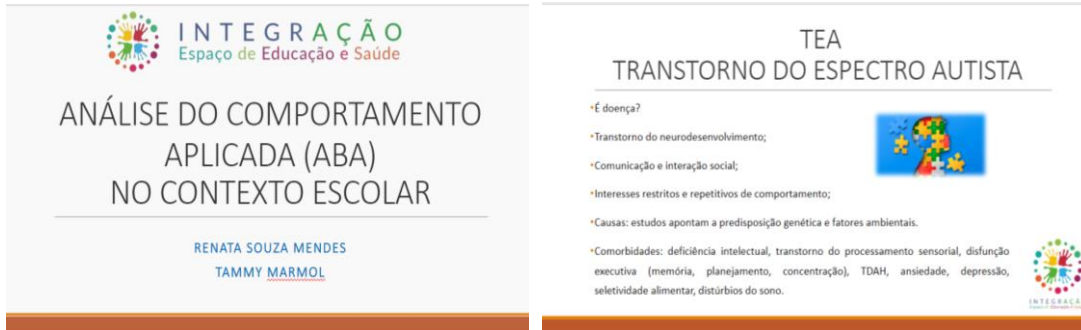 INTEGRAÇÃO
Espaço de Educação e Saúde
ANÁLISE DO COMPORTAMENTO
APLICADA (ABA)
NO CONTEXTO ESCOLAR
RENATA SOUZA MENDES
TAMMY MARMOL
TEA
TRANSTORNO DO ESPECTRO AUTISTA
•É doença?
•Transtorno do neurodesenvolvimento;
•Comunicação e interação social;
•Interesses restritos e repetitivos de comportamento;
•Causas: estudos apontam a predisposição genética e fatores ambientais.
•Comorbidades: deficiência intelectual, transtorno do processamento sensorial, disfunção
executiva (memória, planejamento, concentração), TDAH, ansiedade, depressão,
seletividade alimentar, distúrbios do sono.
INTEGRAÇÃ